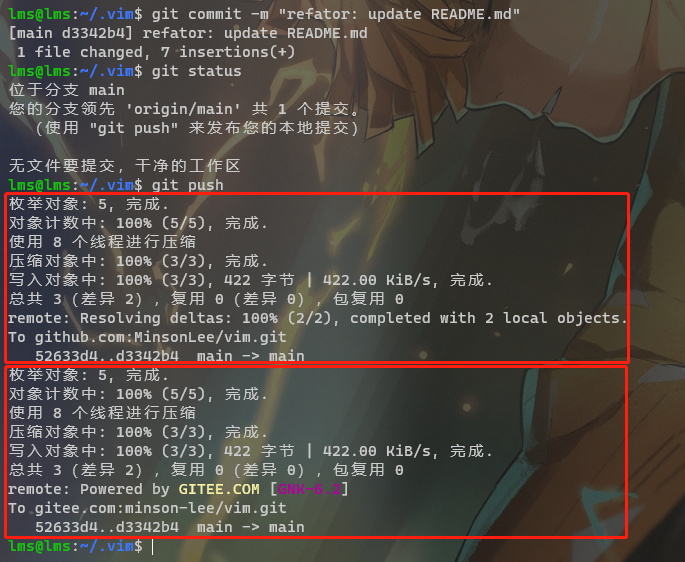 lms@lms:~/.vim$ git commit -m "refator: update README.md"
[main d3342b4] refator: update README.md
 1 file changed, 7 insertions(+)
lms@lms:~/.vim$ git status
位于分支 main
您的分支领先 'origin/main' 共 1 个提交。
  （使用 "git push" 来发布您的本地提交）

无文件要提交，干净的工作区
lms@lms:~/.vim$ git push
枚举对象: 5, 完成.
对象计数中: 100% (5/5), 完成.
使用 8 个线程进行压缩
压缩对象中: 100% (3/3), 完成.
写入对象中: 100% (3/3), 422 字节 | 422.00 KiB/s, 完成.
总共 3（差异 2），复用 0（差异 0），包复用 0
remote: Resolving deltas: 100% (2/2), completed with 2 local objects.
To github.com:MinsonLee/vim.git
   52633d4..d3342b4  main -> main
枚举对象: 5, 完成.
对象计数中: 100% (5/5), 完成.
使用 8 个线程进行压缩
压缩对象中: 100% (3/3), 完成.
写入对象中: 100% (3/3), 422 字节 | 422.00 KiB/s, 完成.
总共 3（差异 2），复用 0（差异 0），包复用 0
remote: Powered by GITEE.COM [GNK-6.2]
To gitee.com:minson-lee/vim.git
   52633d4..d3342b4  main -> main
lms@lms:~/.vim$